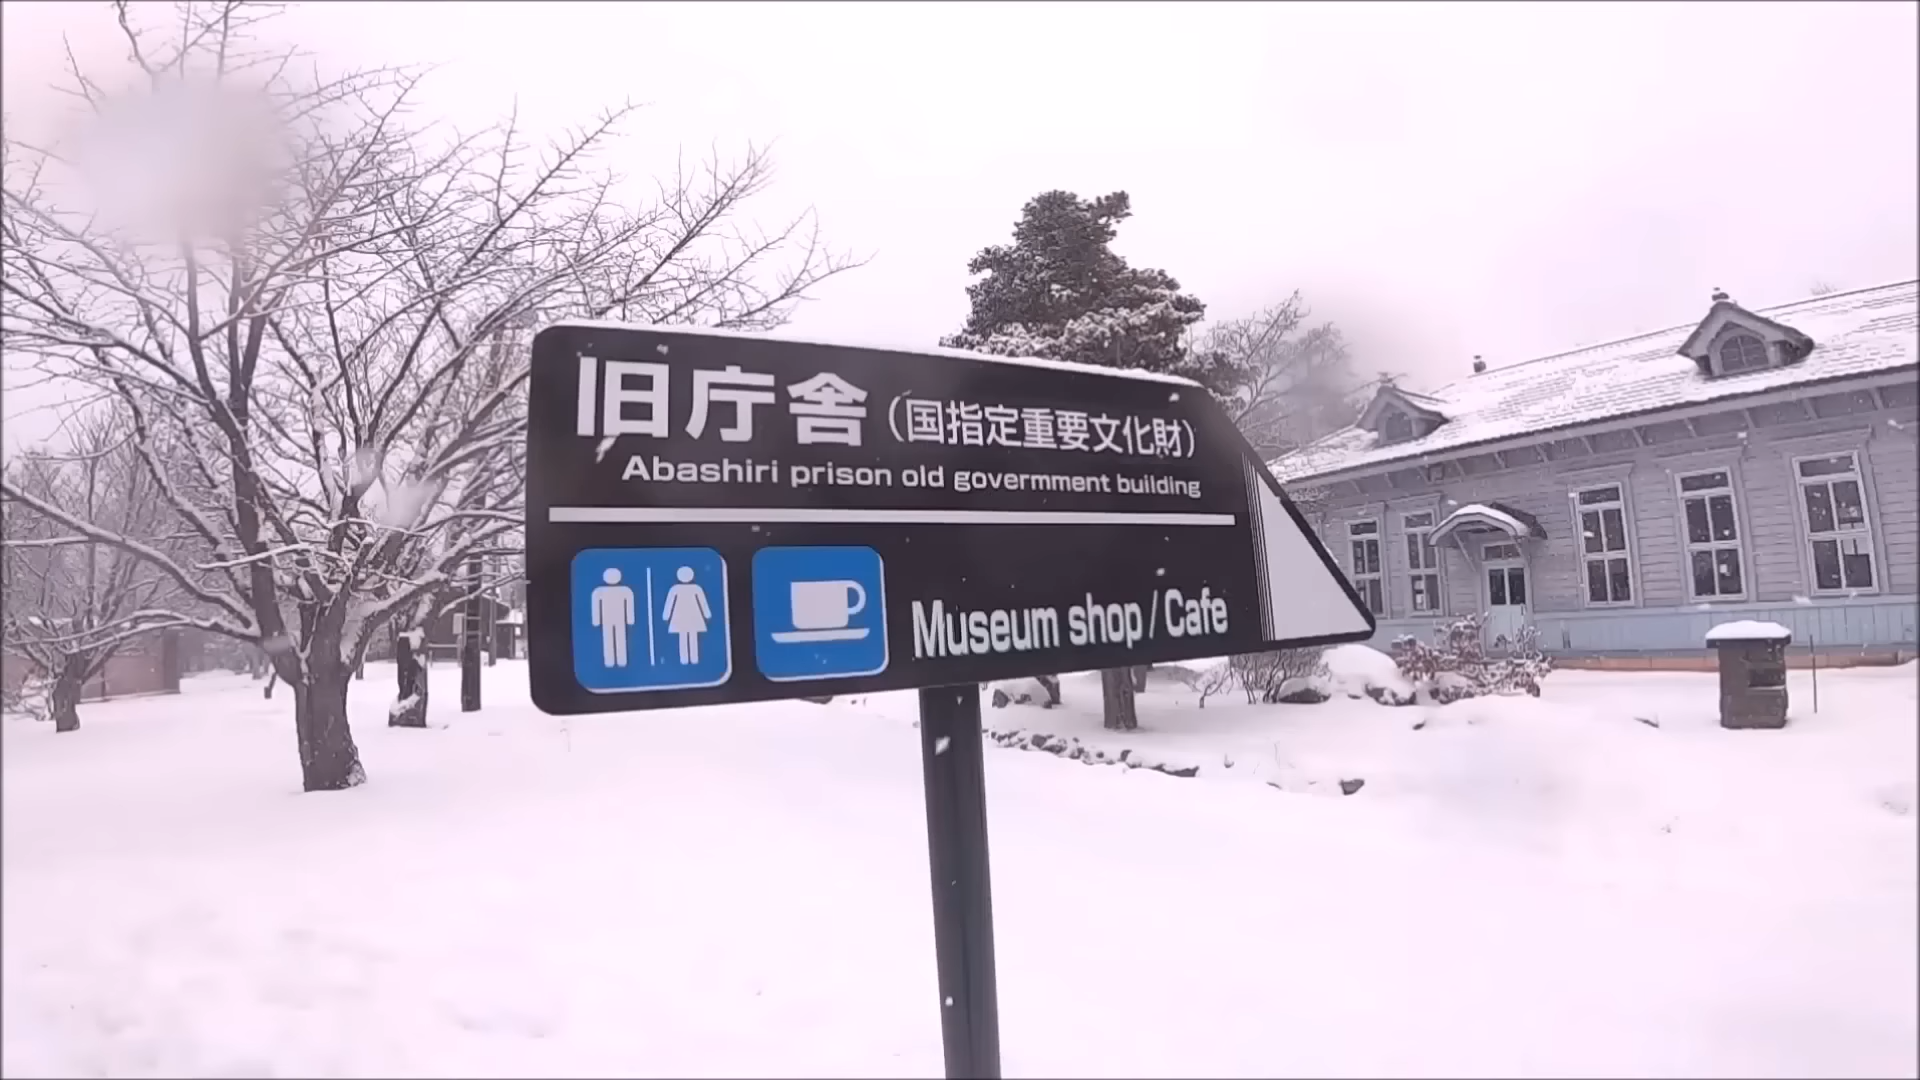 旧庁舎（国指定重要文化財）
Abashiri prison old govermment building
Museum shop / Cafe